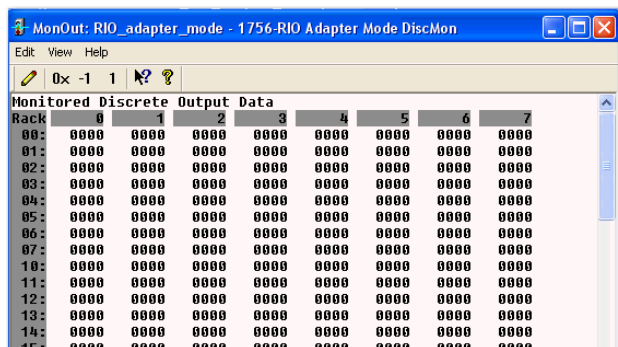 MonOut: RIO_adapter_mode - 1756-RIO Adapter Mode DiscMon
Edit View Help
0x -1 1 ? ?
Monitored Discrete Output Data
Rack 0 1 2 3 4 5 6 7
00: 0000 0000 0000 0000 0000 0000 0000 0000
01: 0000 0000 0000 0000 0000 0000 0000 0000
02: 0000 0000 0000 0000 0000 0000 0000 0000
03: 0000 0000 0000 0000 0000 0000 0000 0000
04: 0000 0000 0000 0000 0000 0000 0000 0000
05: 0000 0000 0000 0000 0000 0000 0000 0000
06: 0000 0000 0000 0000 0000 0000 0000 0000
07: 0000 0000 0000 0000 0000 0000 0000 0000
10: 0000 0000 0000 0000 0000 0000 0000 0000
11: 0000 0000 0000 0000 0000 0000 0000 0000
12: 0000 0000 0000 0000 0000 0000 0000 0000
13: 0000 0000 0000 0000 0000 0000 0000 0000
14: 0000 0000 0000 0000 0000 0000 0000 0000